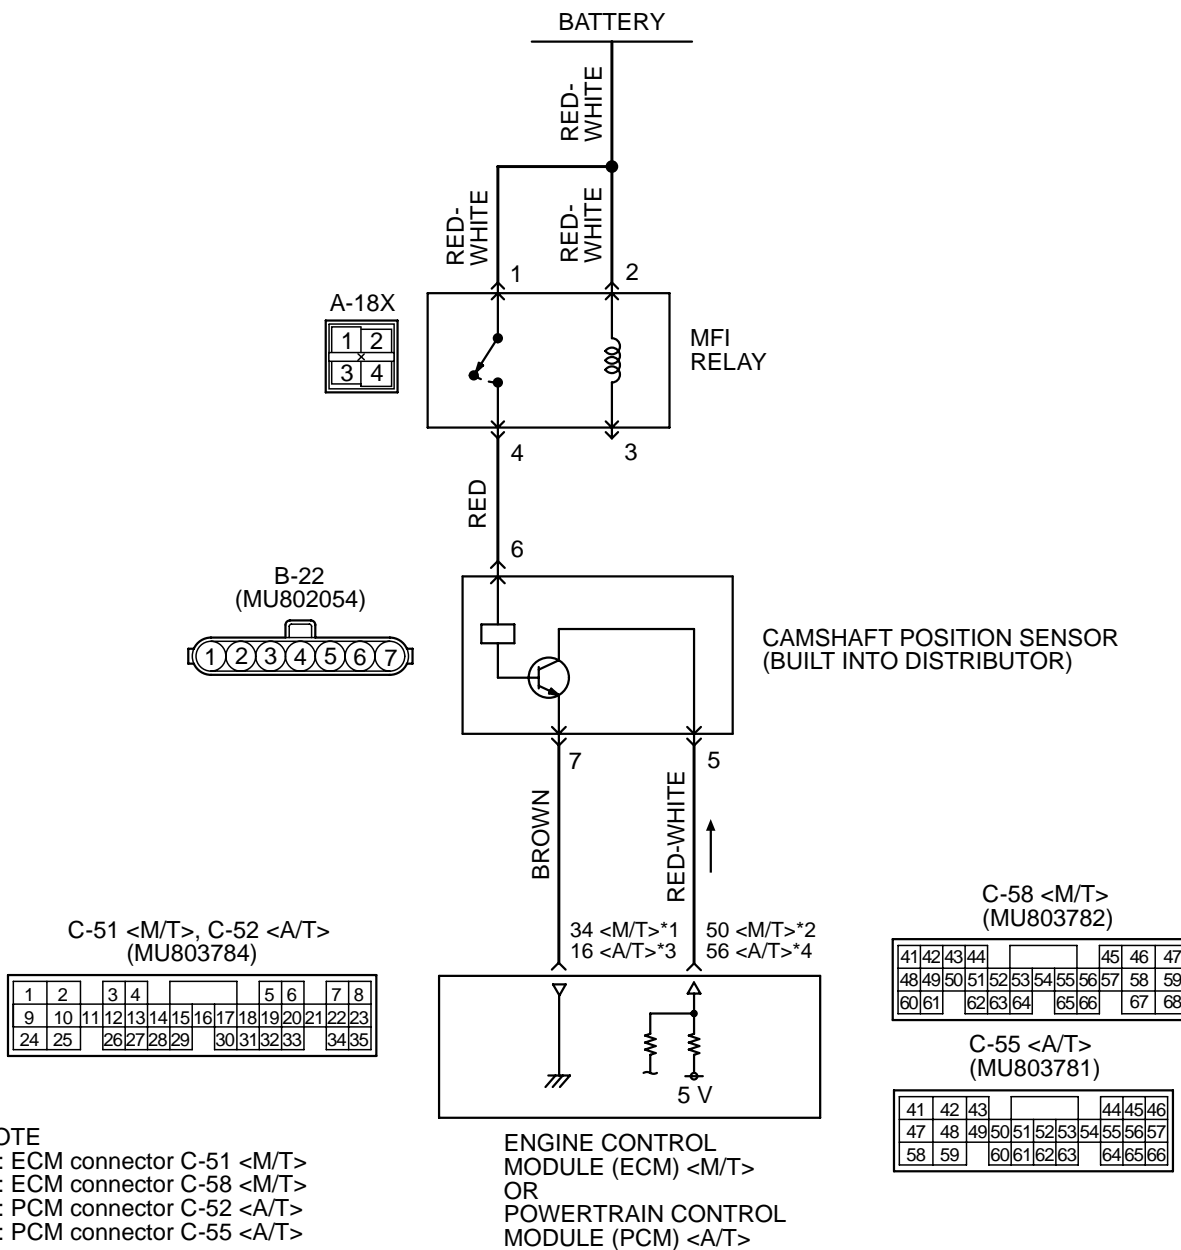 BATTERY
RED-
WHITE
RED-
WHITE
RED-
WHITE
1
2
A-18X
1 2
3 4
MFI
RELAY
4
3
RED
6
B-22
(MU802054)
1 2 3 4 5 6 7
CAMSHAFT POSITION SENSOR
(BUILT INTO DISTRIBUTOR)
7
5
BROWN
RED-WHITE
34 <M/T>*1
16 <A/T>*3
50 <M/T>*2
56 <A/T>*4
C-51 <M/T>, C-52 <A/T>
(MU803784)
1 2 3 4 5 6 7 8
9 10 11 12 13 14 15 16 17 18 19 20 21 22 23
24 25 26 27 28 29 30 31 32 33 34 35
C-58 <M/T>
(MU803782)
41 42 43 44 45 46 47
48 49 50 51 52 53 54 55 56 57 58 59
60 61 62 63 64 65 66 67 68
C-55 <A/T>
(MU803781)
41 42 43 44 45 46
47 48 49 50 51 52 53 54 55 56 57
58 59 60 61 62 63 64 65 66
5 V
ENGINE CONTROL
MODULE (ECM) <M/T>
OR
POWERTRAIN CONTROL
MODULE (PCM) <A/T>
OTE
: ECM connector C-51 <M/T>
: ECM connector C-58 <M/T>
: PCM connector C-52 <A/T>
: PCM connector C-55 <A/T>